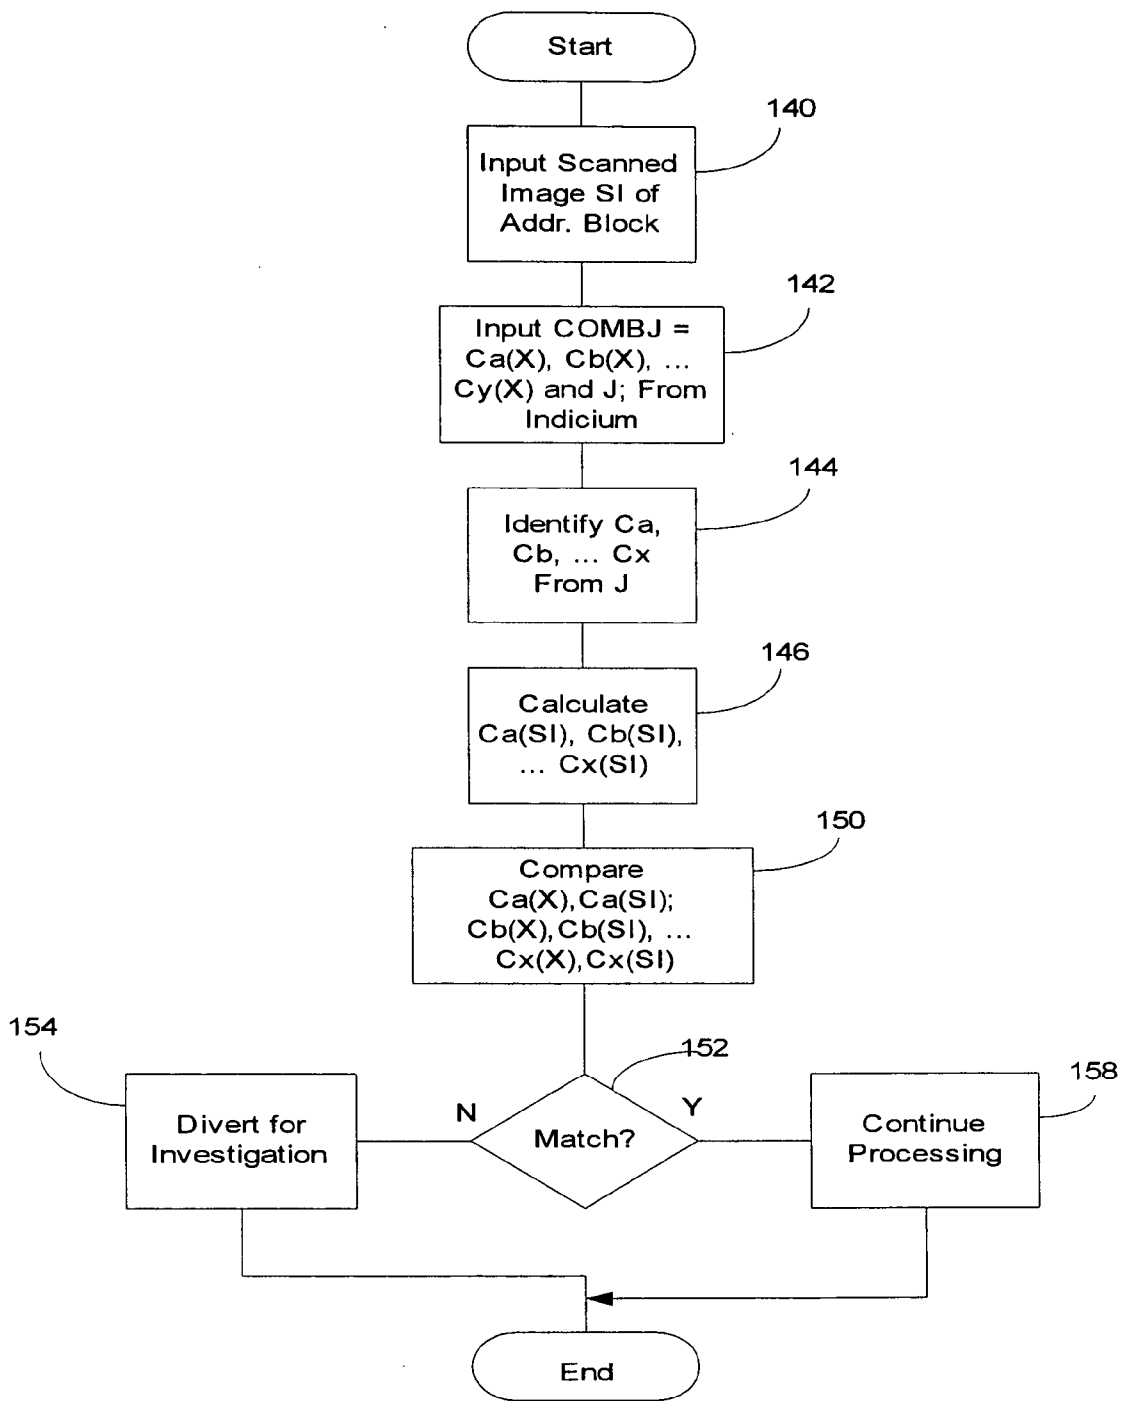 Start
140
Input Scanned
Image SI of
Addr. Block
142
Input COMBJ =
Ca(X), Cb(X), ...
Cy(X) and J; From
Indicium
144
Identify Ca,
Cb, ... Cx
From J
146
Calculate
Ca(SI), Cb(SI),
... Cx(SI)
150
Compare
Ca(X),Ca(SI);
Cb(X),Cb(SI), ...
Cx(X),Cx(SI)
152
154
N
Y
158
Divert for
Investigation
Match?
Continue
Processing
End